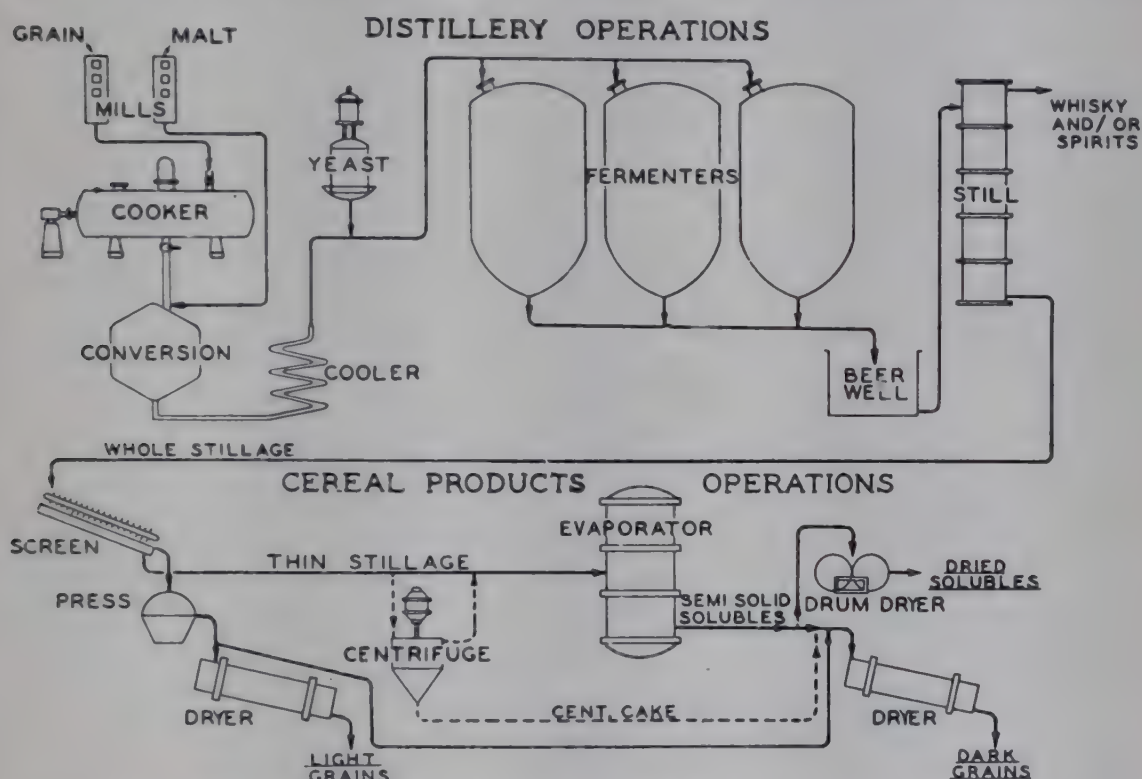 DISTILLERY OPERATIONS
GRAIN
MALT
MILLS
COOKER
CONVERSION
YEAST
COOLER
FERMENTERS
BEER
WELL
STILL
WHISKY
AND/OR
SPIRITS
WHOLE STILLAGE
CEREAL PRODUCTS OPERATIONS
SCREEN
PRESS
THIN STILLAGE
CENTRIFUGE
EVAPORATOR
SEMI SOLID
SOLUBLES
DRUM DRYER
DRIED
SOLUBLES
DRYER
LIGHT
GRAINS
CENT. CAKE
DRYER
DARK
GRAINS